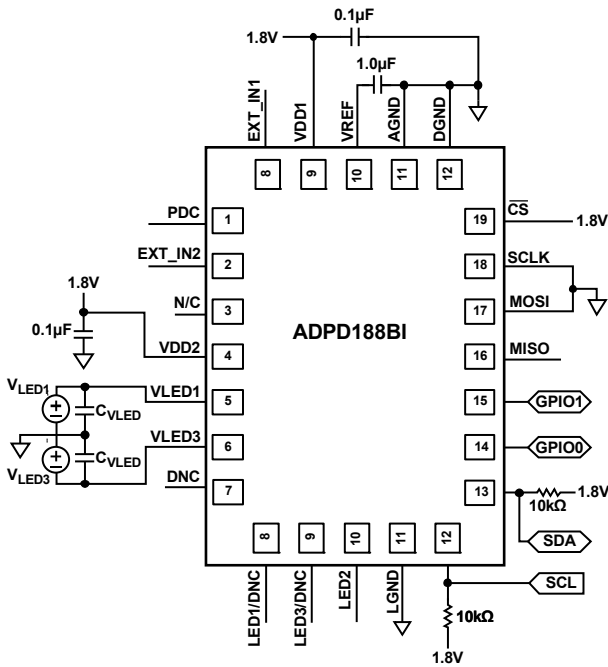 0.1µF
1.8V
1.0µF
EXT_IN1
VDD1
VREF
AGND
DGND
8
9
10
11
12
PDC
1
19
CS
1.8V
EXT_IN2
2
18
SCLK
N/C
3
17
MOSI
1.8V
0.1µF
VDD2
4
ADPD188BI
16
MISO
VLED1
CVLED
VLED1
5
15
GPIO1
VLED3
CVLED
VLED3
6
14
GPIO0
DNC
7
13
10kΩ
1.8V
SDA
8
9
10
11
12
LED1/DNC
LED3/DNC
LED2
LGND
SCL
10kΩ
1.8V